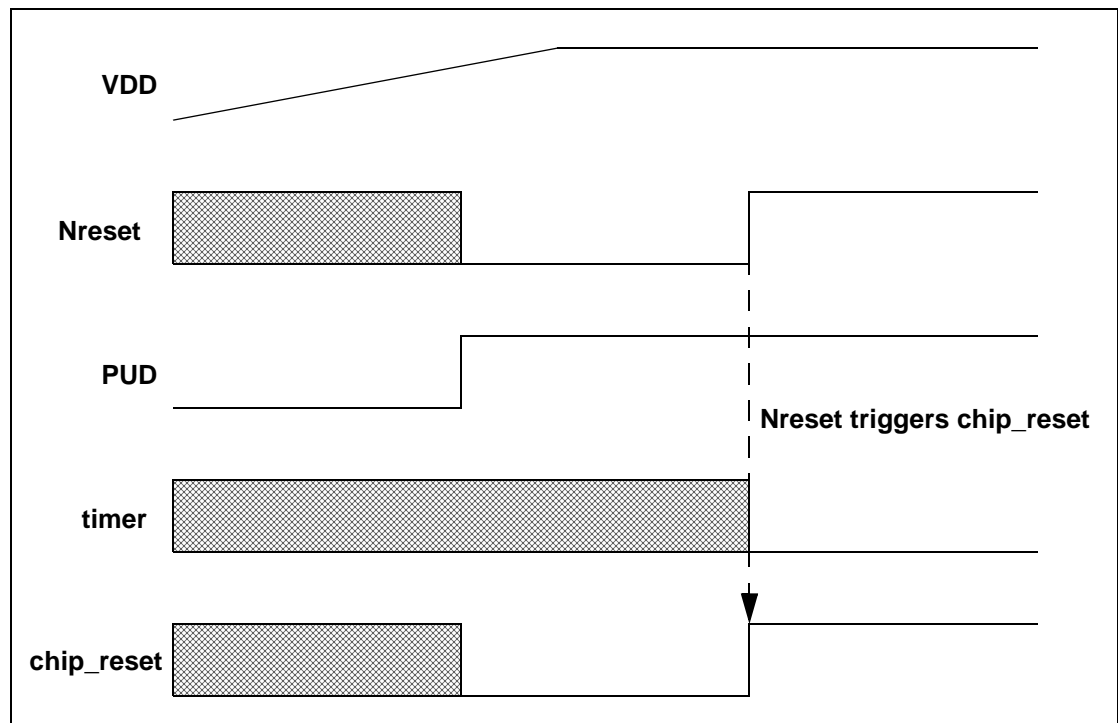 VDD
Nreset
PUD
Nreset triggers chip_reset
timer
chip_reset